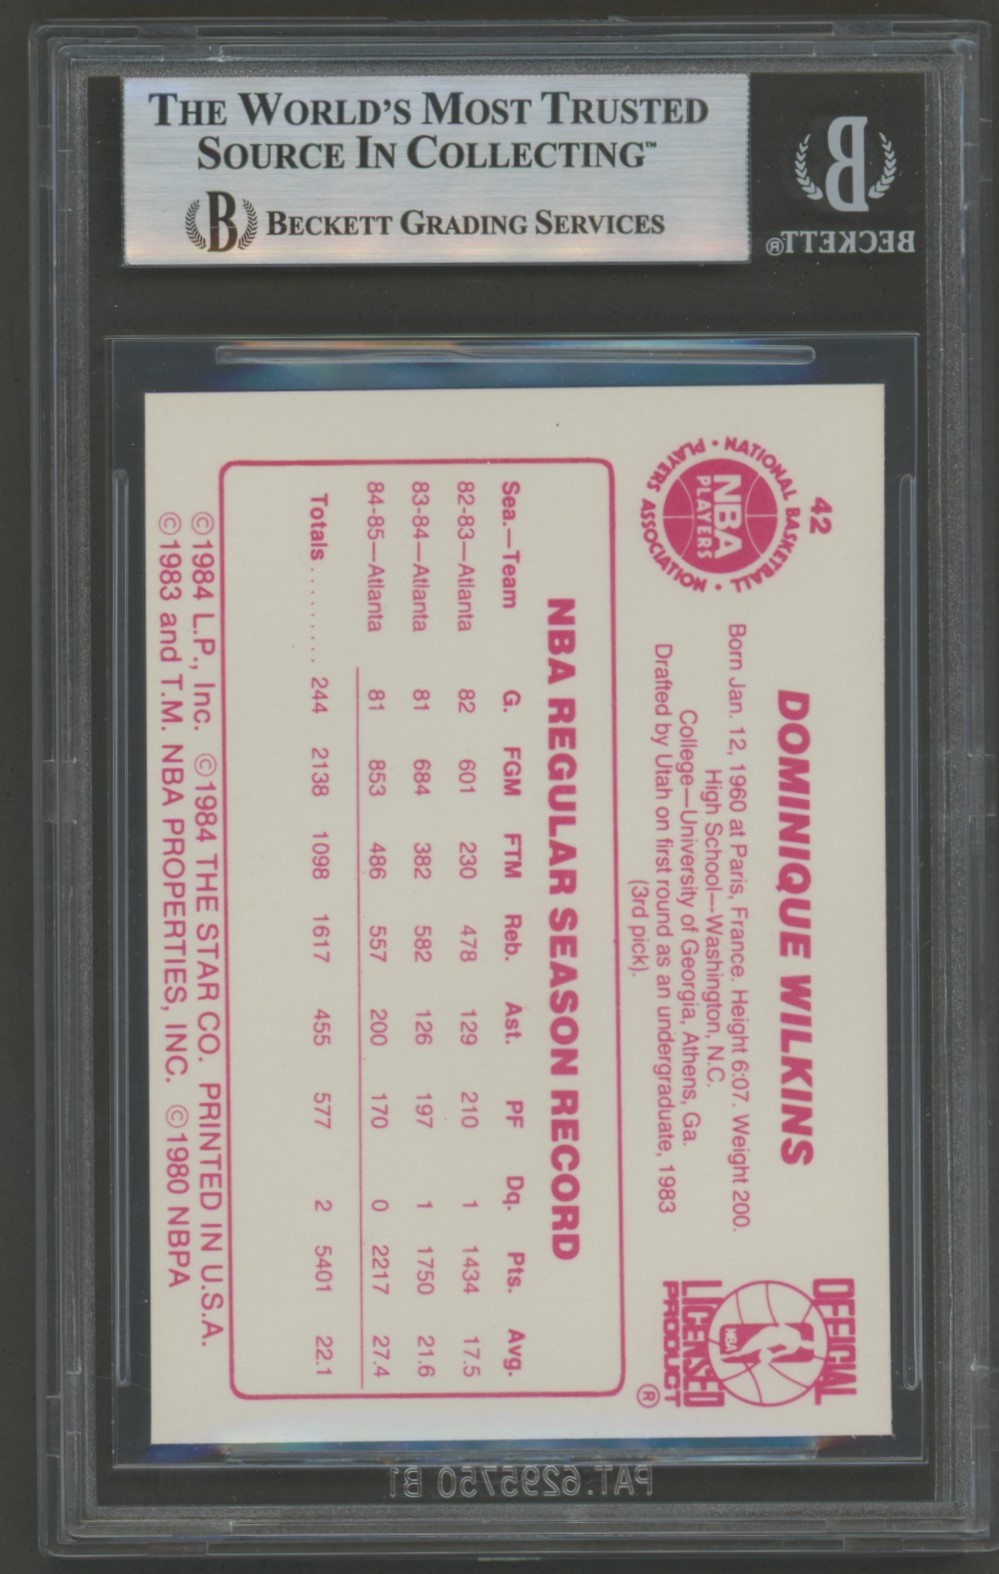 THE WORLD'S MOST TRUSTED
SOURCE IN COLLECTING™
B BECKETT GRADING SERVICES
B
BECKETT®
42
NATIONAL BASKETBALL PLAYERS ASSOCIATION
NBA
PLAYERS
DOMINIQUE WILKINS
Born Jan. 12, 1960 at Paris, France. Height 6:07. Weight 200.
High School—Washington, N.C.
College—University of Georgia, Athens, Ga.
Drafted by Utah on first round as an undergraduate, 1983
(3rd pick).
OFFICIAL
NBA
LICENSED
PRODUCT
®
NBA REGULAR SEASON RECORD
Sea.—Team G. FGM FTM Reb. Ast. PF Dq. Pts. Avg.
82-83—Atlanta 82 601 230 478 129 210 1 1434 17.5
83-84—Atlanta 81 684 382 582 126 197 1 1750 21.6
84-85—Atlanta 81 853 486 557 200 170 0 2217 27.4
Totals .......... 244 2138 1098 1617 455 577 2 5401 22.1
©1984 L.P., Inc. ©1984 THE STAR CO. PRINTED IN U.S.A.
©1983 and T.M. NBA PROPERTIES, INC. ©1980 NBPA
PAT. 6295750 B1